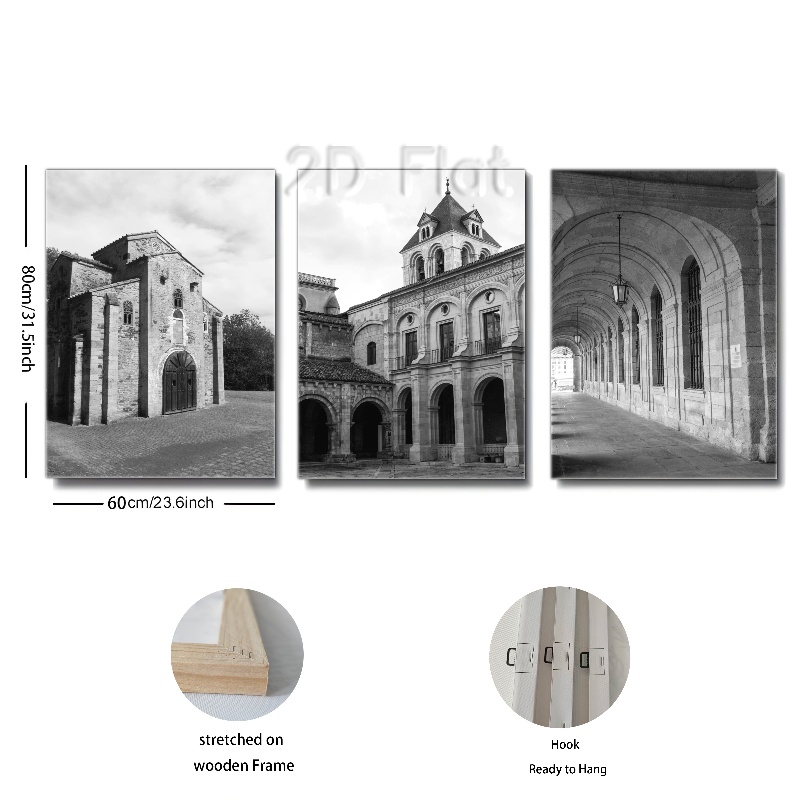 2D Flat
80cm/31.5inch
60cm/23.6inch
stretched on
wooden Frame
Hook
Ready to Hang